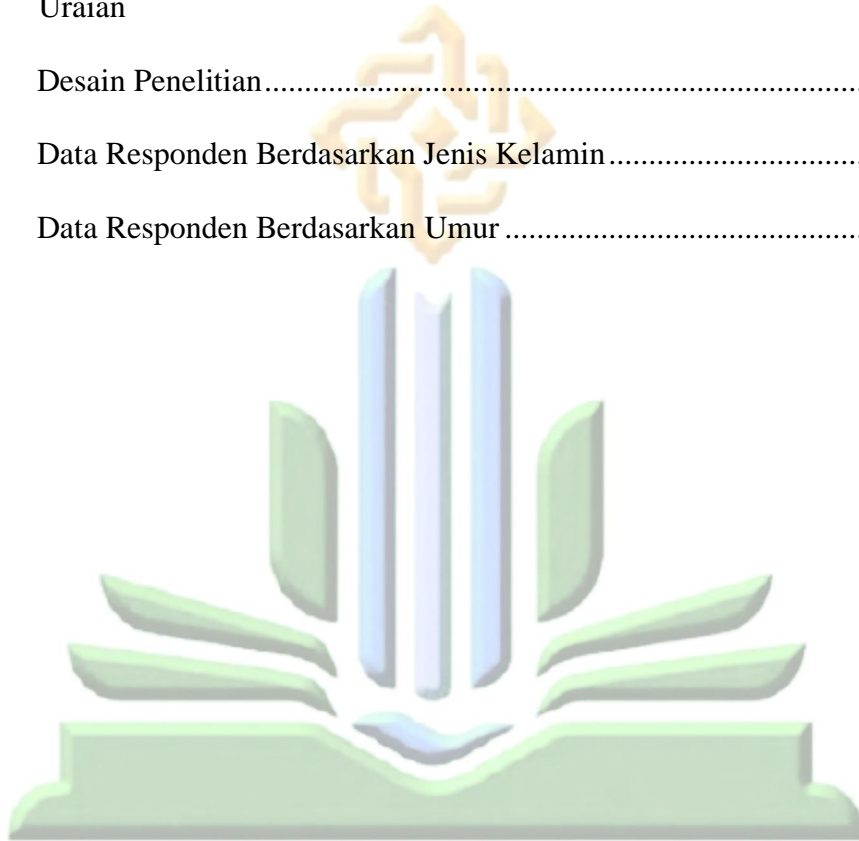 Uraian
Desain Penelitian..........................................................................
Data Responden Berdasarkan Jenis Kelamin...............................
Data Responden Berdasarkan Umur ............................................